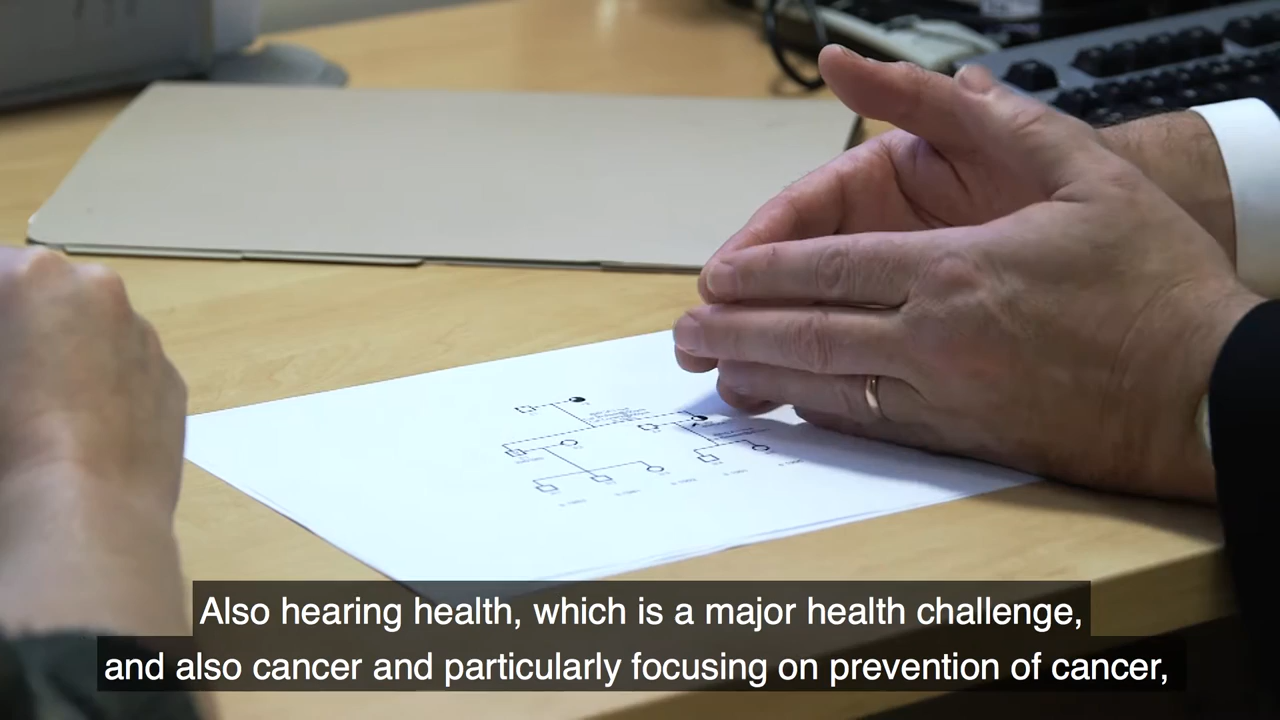 Also hearing health, which is a major health challenge,
and also cancer and particularly focusing on prevention of cancer,